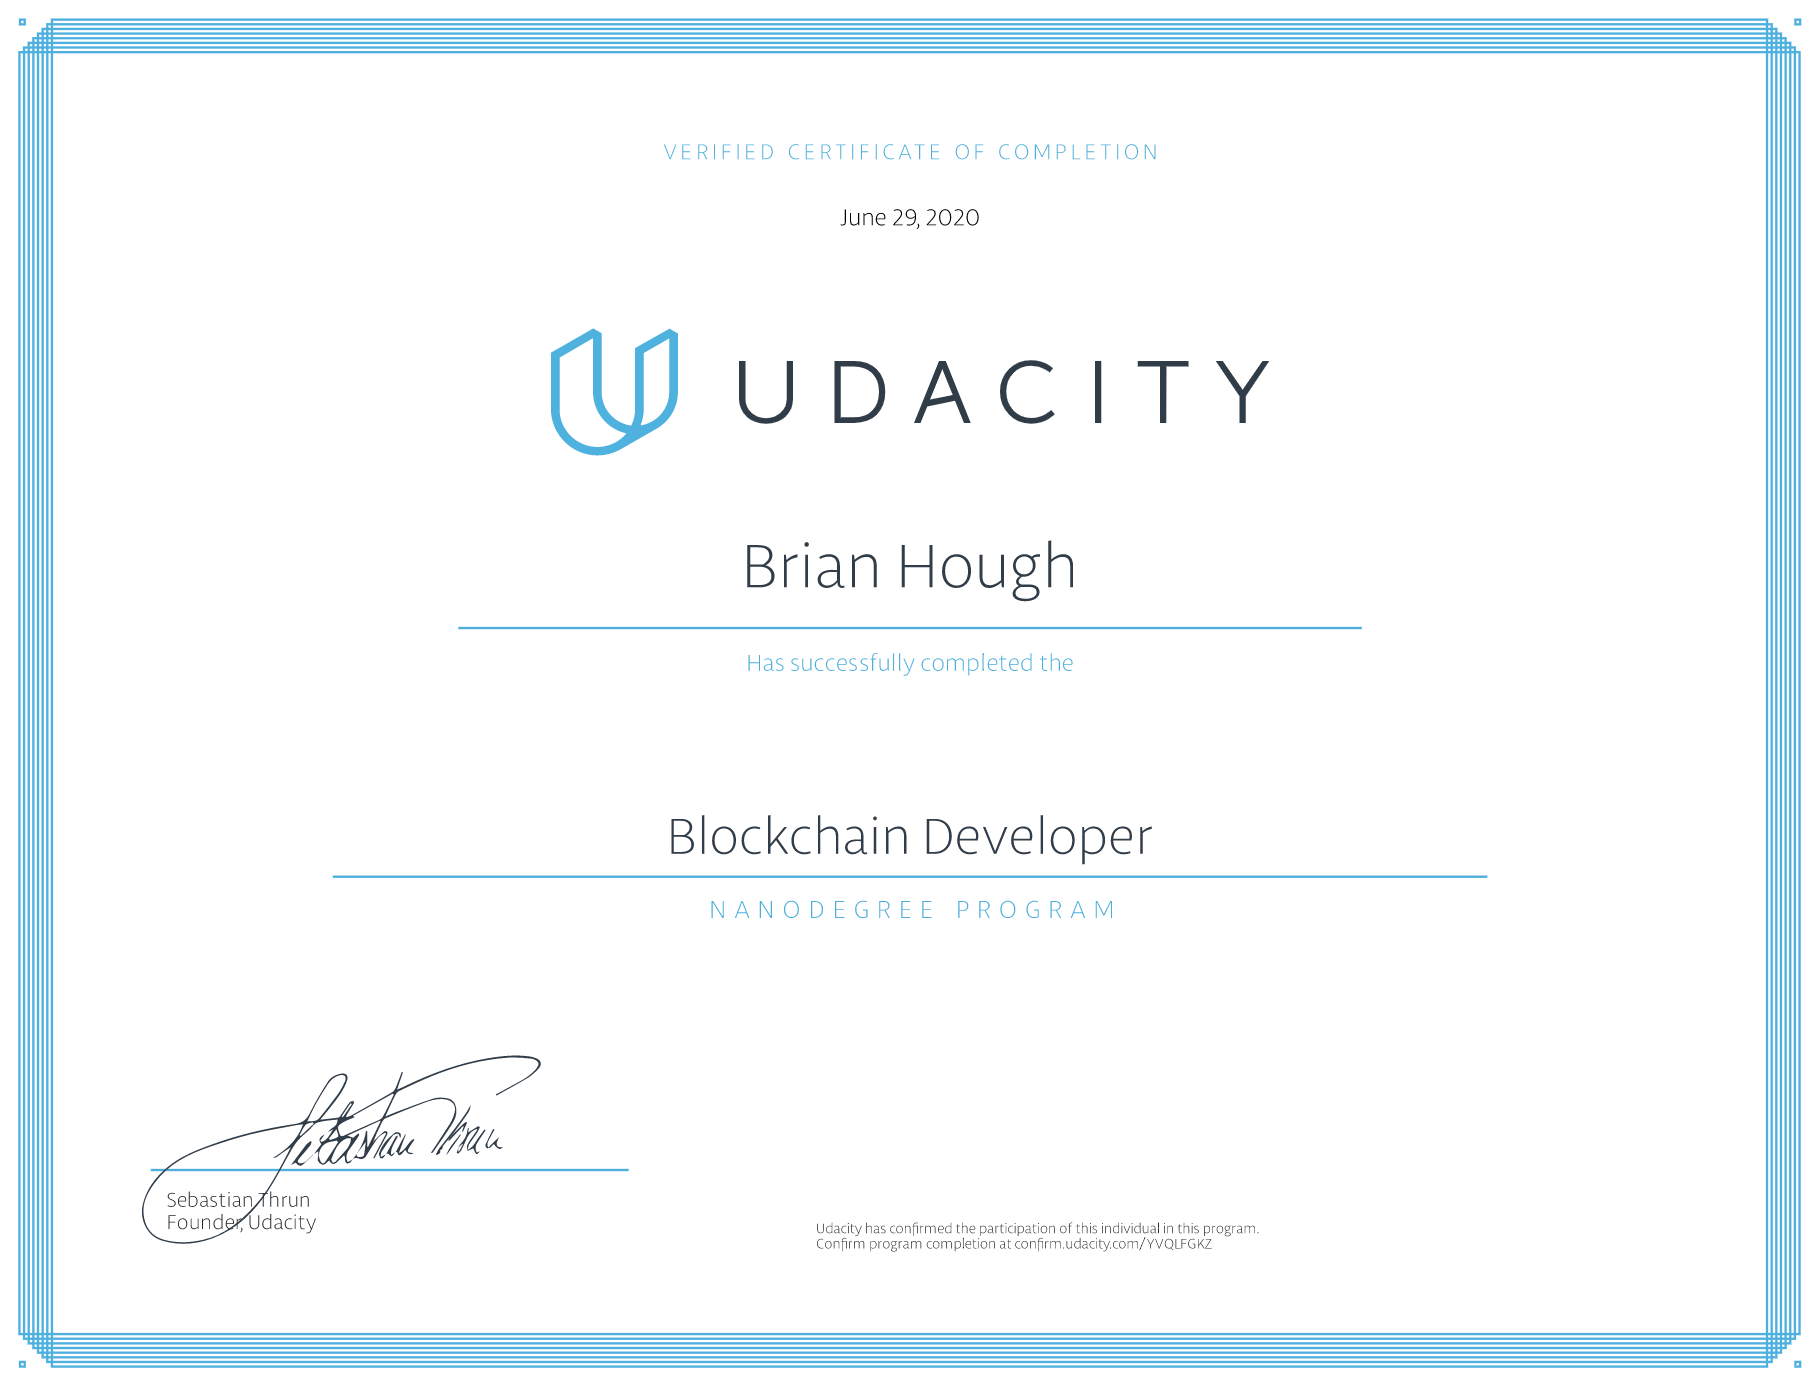 VERIFIED CERTIFICATE OF COMPLETION
June 29, 2020
UDACITY
Brian Hough
Has successfully completed the
Blockchain Developer
NANODEGREE PROGRAM
Sebastian Thrun
Sebastian Thrun
Founder, Udacity
Udacity has confirmed the participation of this individual in this program.
Confirm program completion at confirm.udacity.com/YVQLFGKZ